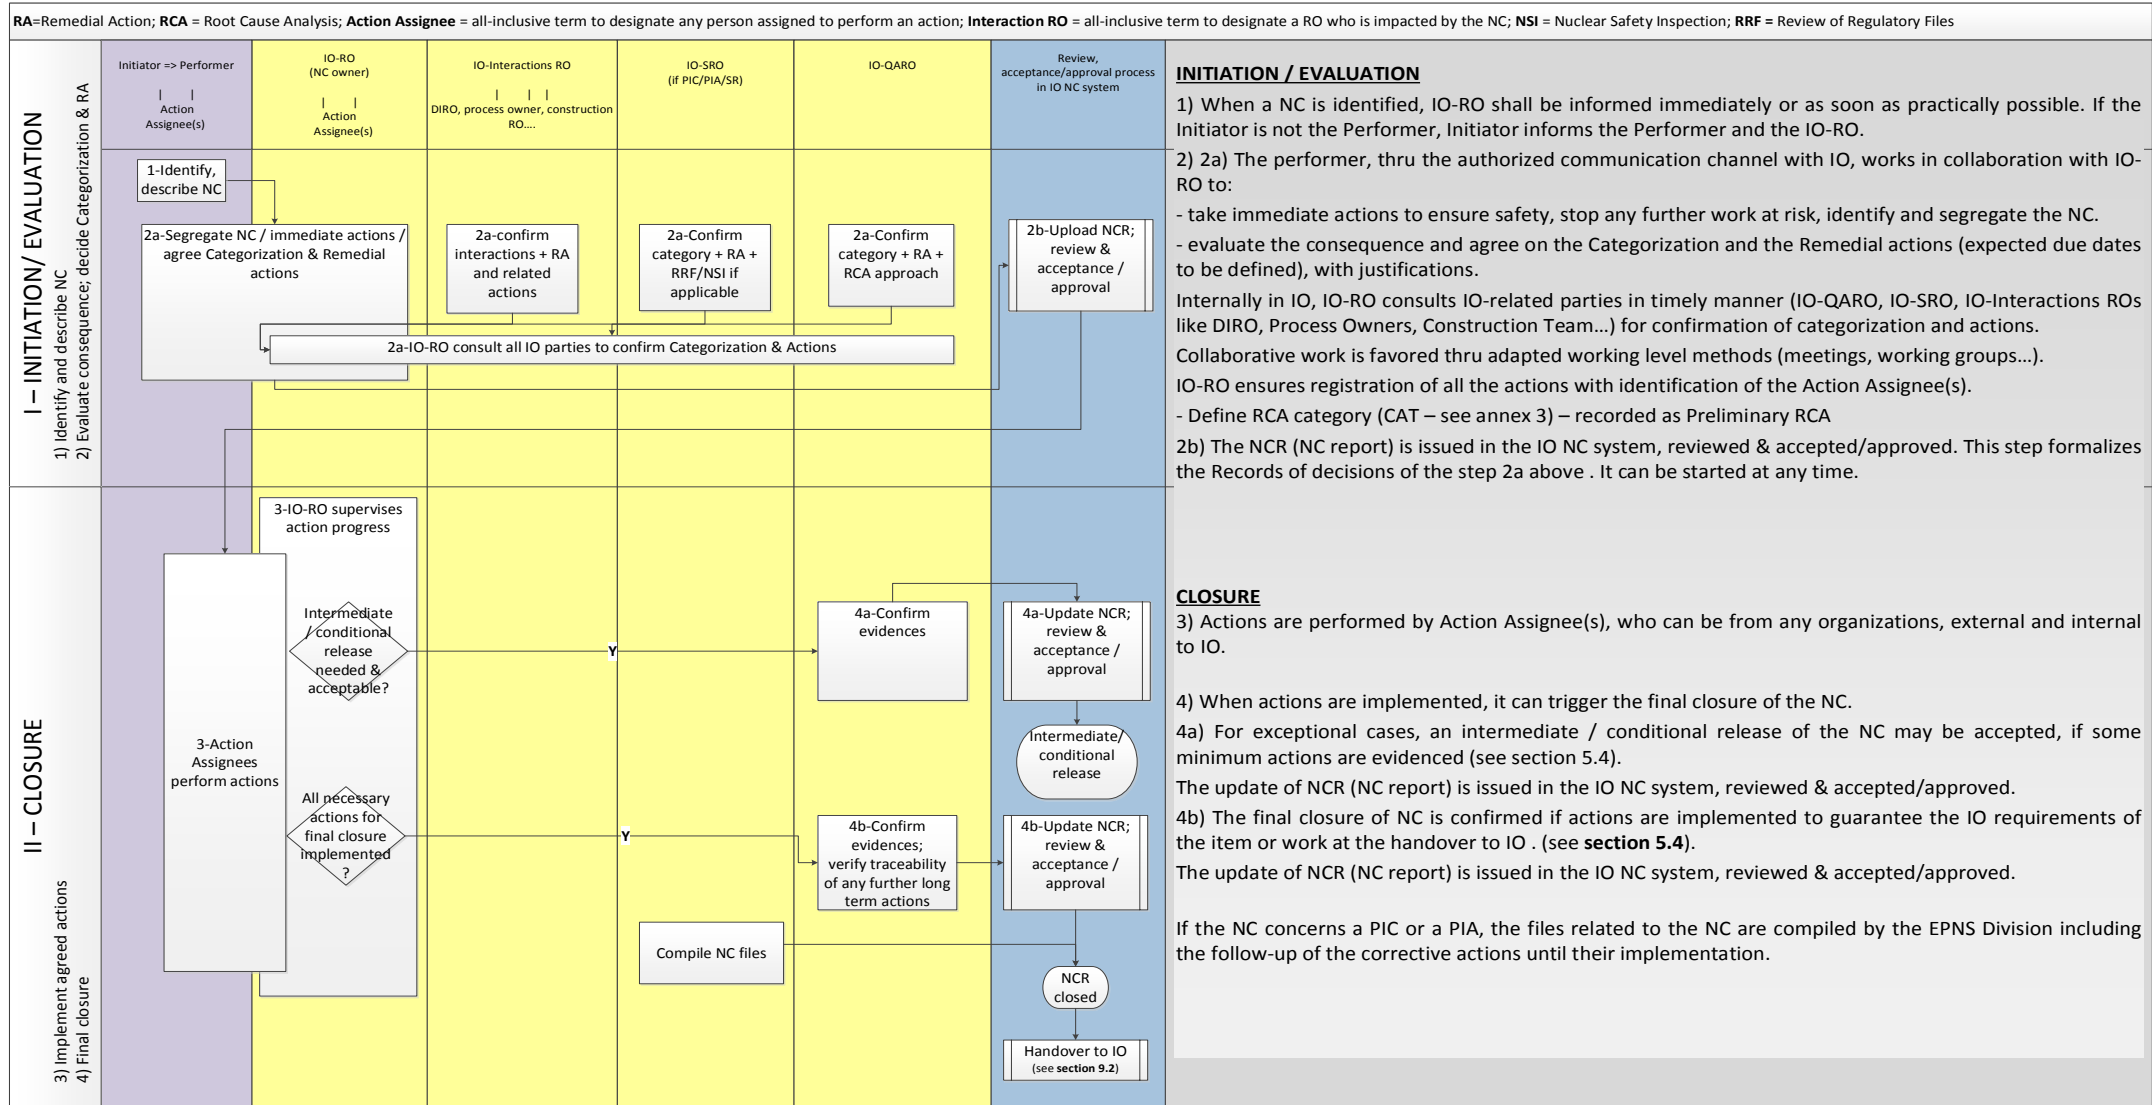 RA=Remedial Action; RCA = Root Cause Analysis; Action Assignee = all-inclusive term to designate any person assigned to perform an action; Interaction RO = all-inclusive term to designate a RO who is impacted by the NC; NSI = Nuclear Safety Inspection; RRF = Review of Regulatory Files
I – INITIATION/ EVALUATION
1) Identify and describe NC
2) Evaluate consequence; decide Categorization & RA
Initiator => Performer
| |
Action
Assignee(s)
IO-RO
(NC owner)
| |
Action
Assignee(s)
IO-Interactions RO
| | |
DIRO, process owner, construction
RO....
IO-SRO
(if PIC/PIA/SR)
IO-QARO
Review,
acceptance/approval process
in IO NC system
1-Identify,
describe NC
2a-Segregate NC / immediate actions /
agree Categorization & Remedial
actions
2a-confirm
interactions + RA
and related
actions
2a-Confirm
category + RA +
RRF/NSI if
applicable
2a-Confirm
category + RA +
RCA approach
2b-Upload NCR;
review &
acceptance /
approval
2a-IO-RO consult all IO parties to confirm Categorization & Actions
II – CLOSURE
3) Implement agreed actions
4) Final closure
3-IO-RO supervises
action progress
3-Action
Assignees
perform actions
Intermediate
/ conditional
release
needed &
acceptable?
Y
4a-Confirm
evidences
4a-Update NCR;
review &
acceptance /
approval
Intermediate/
conditional
release
All necessary
actions for
final closure
implemented
?
Y
4b-Confirm
evidences;
verify traceability
of any further long
term actions
4b-Update NCR;
review &
acceptance /
approval
Compile NC files
NCR
closed
Handover to IO
(see section 9.2)
INITIATION / EVALUATION
1) When a NC is identified, IO-RO shall be informed immediately or as soon as practically possible. If the
Initiator is not the Performer, Initiator informs the Performer and the IO-RO.
2) 2a) The performer, thru the authorized communication channel with IO, works in collaboration with IO-
RO to:
- take immediate actions to ensure safety, stop any further work at risk, identify and segregate the NC.
- evaluate the consequence and agree on the Categorization and the Remedial actions (expected due dates
to be defined), with justifications.
Internally in IO, IO-RO consults IO-related parties in timely manner (IO-QARO, IO-SRO, IO-Interactions ROs
like DIRO, Process Owners, Construction Team...) for confirmation of categorization and actions.
Collaborative work is favored thru adapted working level methods (meetings, working groups...).
IO-RO ensures registration of all the actions with identification of the Action Assignee(s).
- Define RCA category (CAT – see annex 3) – recorded as Preliminary RCA
2b) The NCR (NC report) is issued in the IO NC system, reviewed & accepted/approved. This step formalizes
the Records of decisions of the step 2a above . It can be started at any time.
CLOSURE
3) Actions are performed by Action Assignee(s), who can be from any organizations, external and internal
to IO.
4) When actions are implemented, it can trigger the final closure of the NC.
4a) For exceptional cases, an intermediate / conditional release of the NC may be accepted, if some
minimum actions are evidenced (see section 5.4).
The update of NCR (NC report) is issued in the IO NC system, reviewed & accepted/approved.
4b) The final closure of NC is confirmed if actions are implemented to guarantee the IO requirements of
the item or work at the handover to IO . (see section 5.4).
The update of NCR (NC report) is issued in the IO NC system, reviewed & accepted/approved.
If the NC concerns a PIC or a PIA, the files related to the NC are compiled by the EPNS Division including
the follow-up of the corrective actions until their implementation.